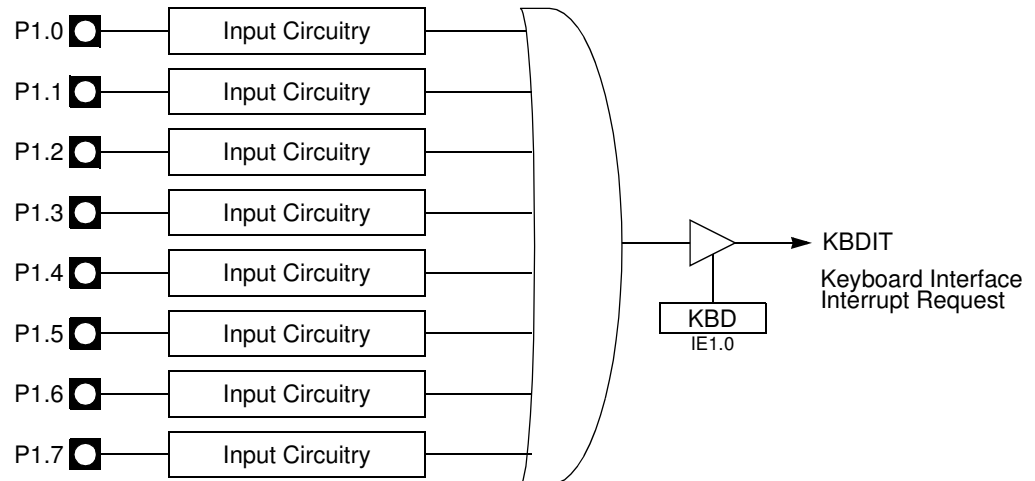 P1.0 Input Circuitry
P1.1 Input Circuitry
P1.2 Input Circuitry
P1.3 Input Circuitry
P1.4 Input Circuitry
P1.5 Input Circuitry
P1.6 Input Circuitry
P1.7 Input Circuitry
KBDIT
Keyboard Interface
Interrupt Request
KBD
IE1.0